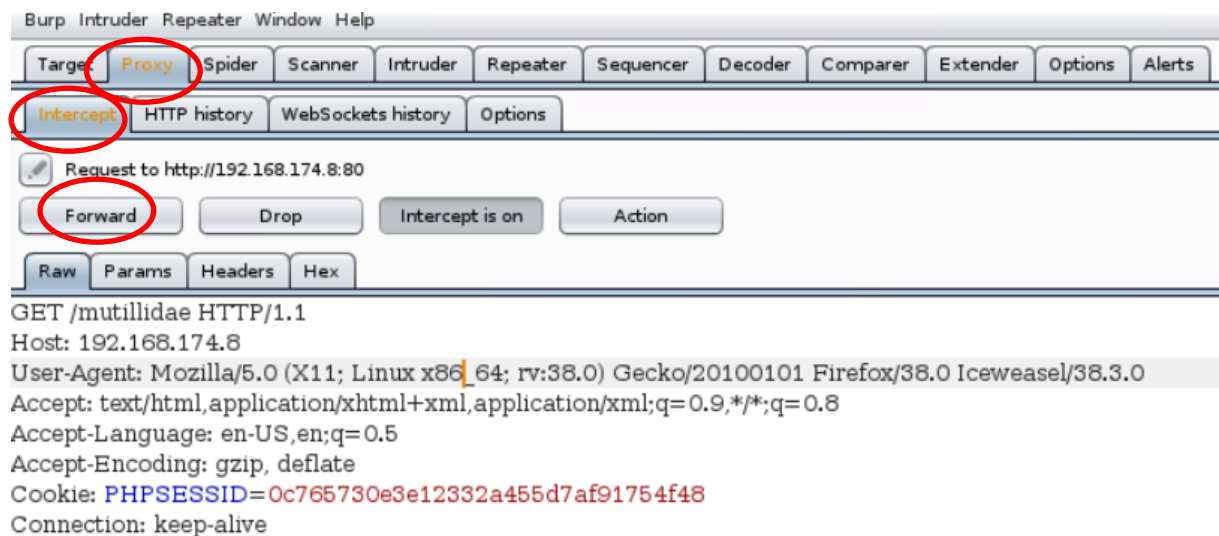 Burp Intruder Repeater Window Help
Target Proxy Spider Scanner Intruder Repeater Sequencer Decoder Comparer Extender Options Alerts
Intercept HTTP history WebSockets history Options
Request to http://192.168.174.8:80
Forward Drop Intercept is on Action
Raw Params Headers Hex
GET /mutillidae HTTP/1.1
Host: 192.168.174.8
User-Agent: Mozilla/5.0 (X11; Linux x86_64; rv:38.0) Gecko/20100101 Firefox/38.0 Iceweasel/38.3.0
Accept: text/html,application/xhtml+xml,application/xml;q=0.9,*/*;q=0.8
Accept-Language: en-US,en;q=0.5
Accept-Encoding: gzip, deflate
Cookie: PHPSESSID=0c765730e3e12332a455d7af91754f48
Connection: keep-alive